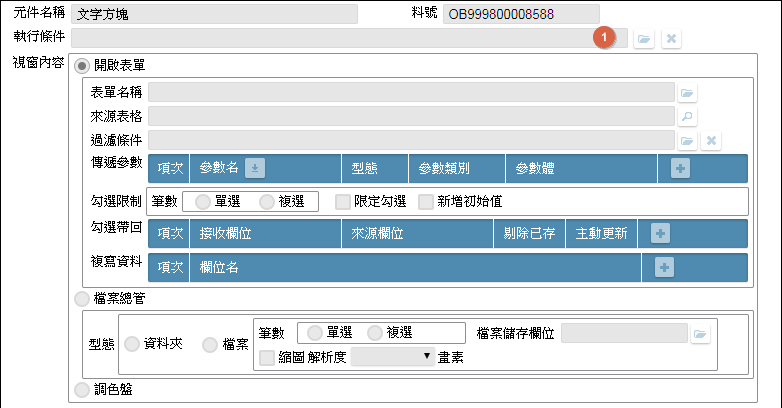 元件名稱 文字方塊 料號 OB999800008588
執行條件 1
視窗內容 開啟表單
表單名稱
來源表格
過濾條件
傳遞參數 項次 參數名 型態 參數類別 參數體
勾選限制 筆數 單選 複選 限定勾選 新增初始值
勾選帶回 項次 接收欄位 來源欄位 剔除已存 主動更新
複寫資料 項次 欄位名
檔案總管
型態 資料夾 檔案 筆數 單選 複選 檔案儲存欄位
縮圖 解析度 畫素
調色盤